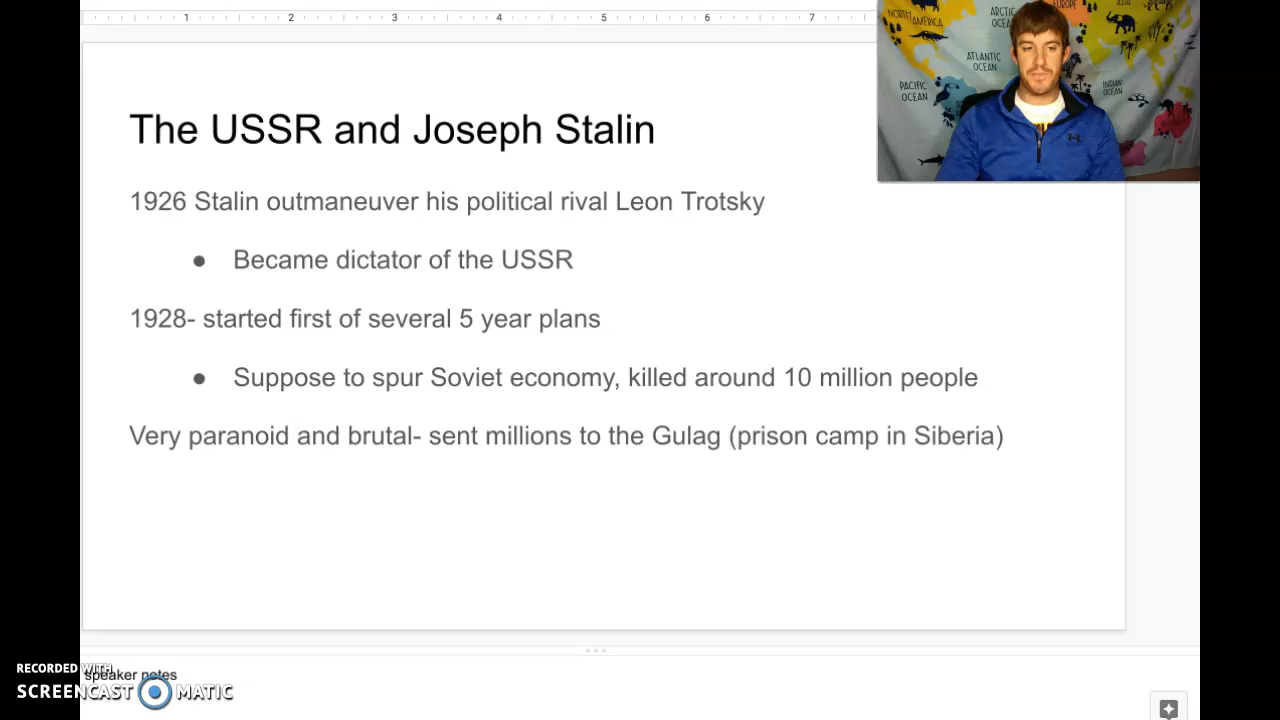 1 2 3 4 5 6 7
NORTH AMERICA
ARCTIC OCEAN
EUROPE
ASIA
ATLANTIC OCEAN
PACIFIC OCEAN
INDIAN OCEAN
The USSR and Joseph Stalin
1926 Stalin outmaneuver his political rival Leon Trotsky
● Became dictator of the USSR
1928- started first of several 5 year plans
● Suppose to spur Soviet economy, killed around 10 million people
Very paranoid and brutal- sent millions to the Gulag (prison camp in Siberia)
RECORDED WITH
speaker notes
SCREENCAST MATIC